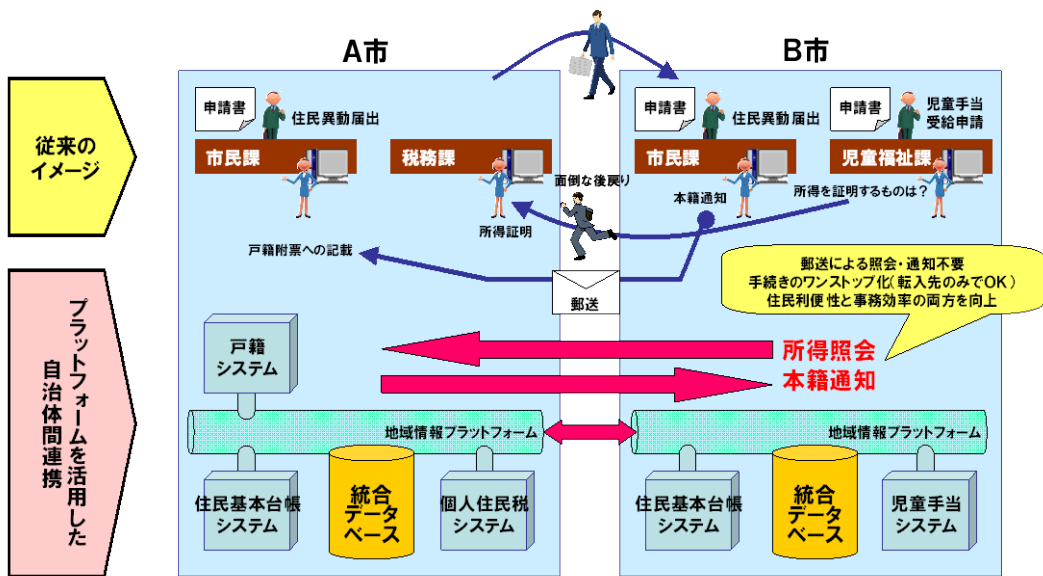 A市
B市
従来の
イメージ
申請書
住民異動届出
市民課
税務課
申請書
住民異動届出
市民課
申請書
児童手当
受給申請
児童福祉課
面倒な後戻り
本籍通知
所得を証明するものは？
所得証明
戸籍附票への記載
郵送
郵送による照会・通知不要
手続きのワンストップ化（転入先のみでOK）
住民利便性と事務効率の両方を向上
プラットフォームを活用した
自治体間連携
戸籍
システム
所得照会
本籍通知
地域情報プラットフォーム
地域情報プラットフォーム
住民基本台帳
システム
統合
データ
ベース
個人住民税
システム
住民基本台帳
システム
統合
データ
ベース
児童手当
システム